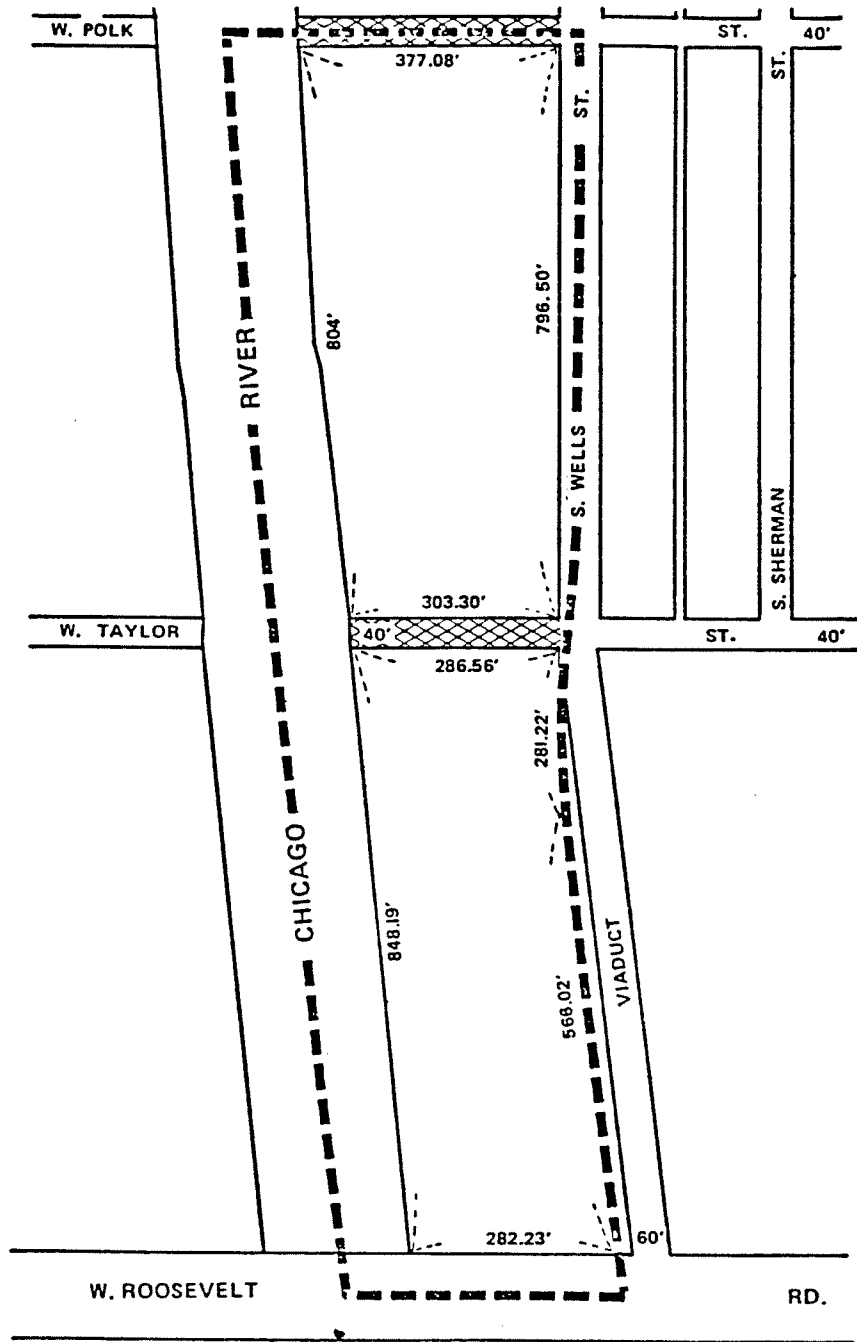 W. POLK
ST.
40'
377.08'
ST.
ST.
796.50'
804'
RIVER
S. WELLS
S. SHERMAN
303.30'
W. TAYLOR
40'
ST.
40'
286.56'
281.22'
CHICAGO
848.19'
VIADUCT
568.02'
282.23'
60'
W. ROOSEVELT
RD.